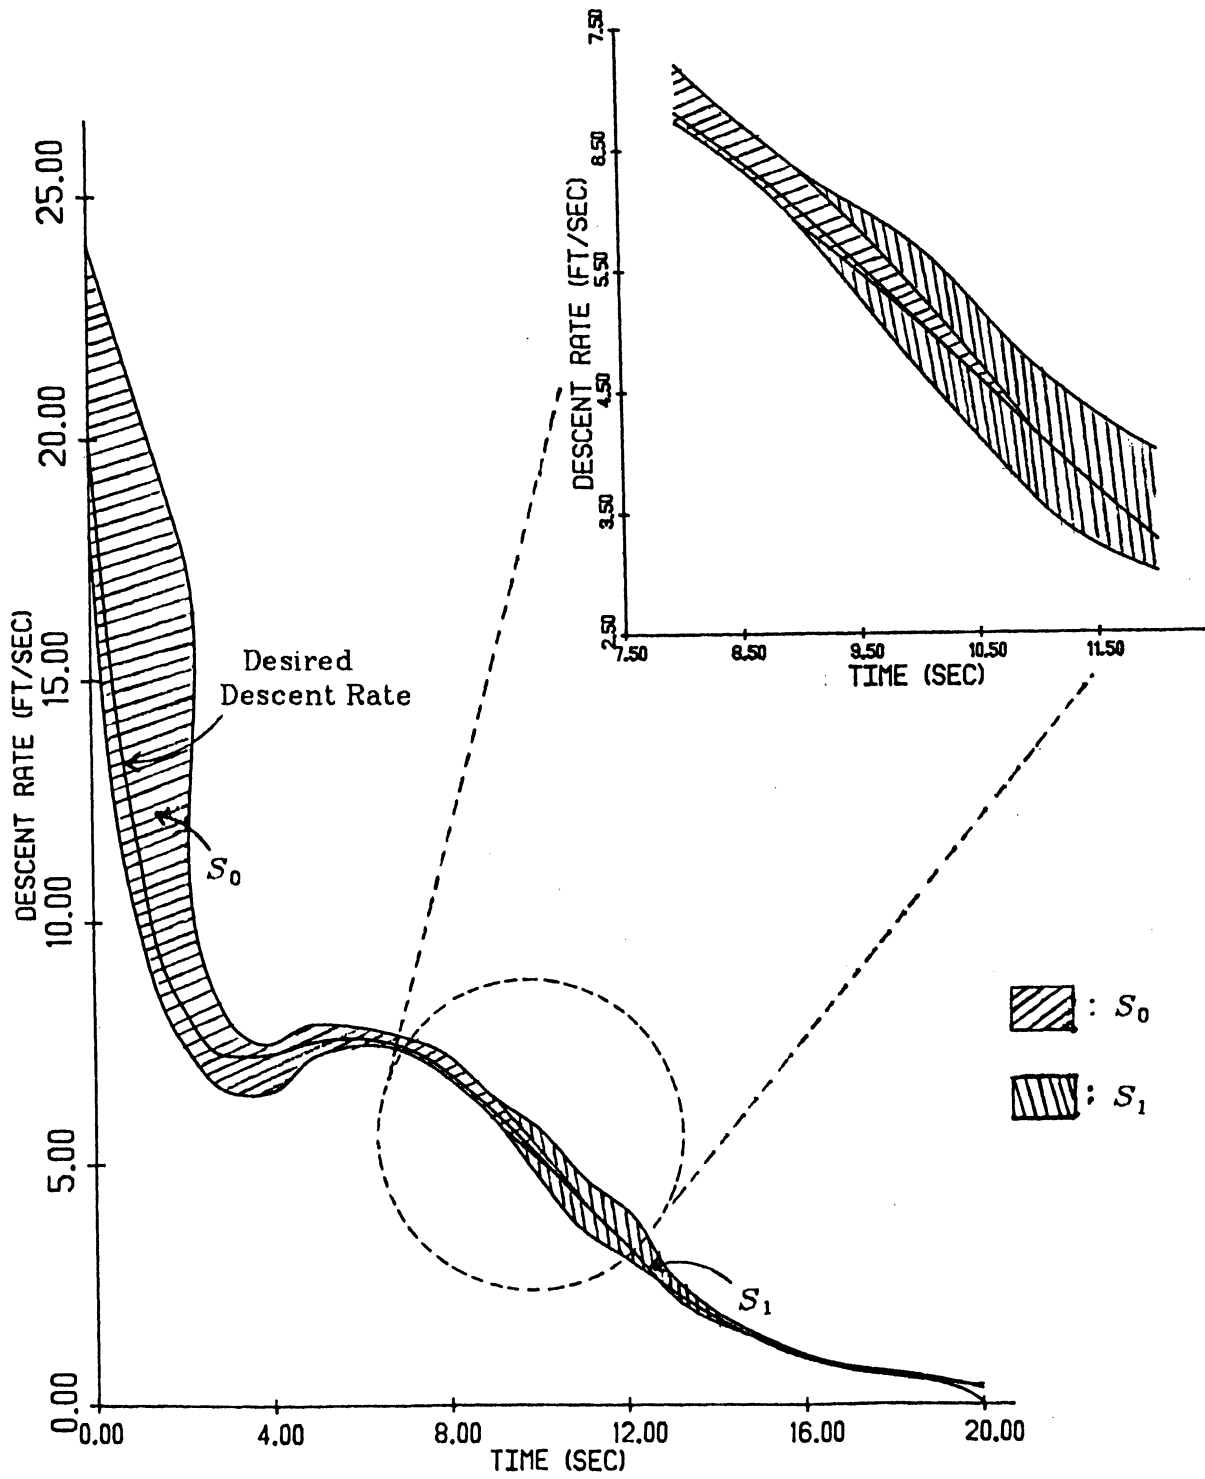 7.50
6.50
5.50
4.50
3.50
2.50
DESCENT RATE (FT/SEC)
7.50
8.50
9.50
10.50
11.50
TIME (SEC)
25.00
20.00
15.00
10.00
5.00
0.00
DESCENT RATE (FT/SEC)
Desired
Descent Rate
S0
: S0
: S1
S1
0.00
4.00
8.00
12.00
16.00
20.00
TIME (SEC)